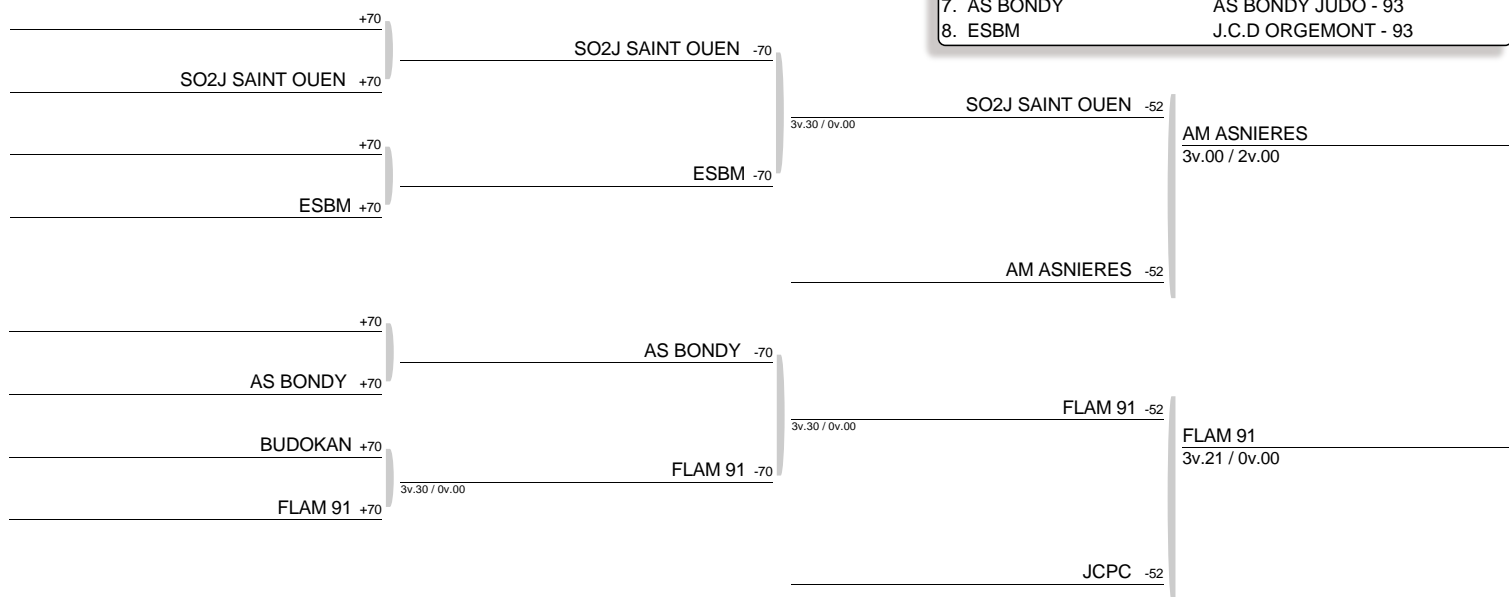 7. AS BONDY AS BONDY JUDO - 93
8. ESBM J.C.D ORGEMONT - 93
+70
SO2J SAINT OUEN +70
+70
ESBM +70
+70
AS BONDY +70
BUDOKAN +70
FLAM 91 +70
SO2J SAINT OUEN -70
ESBM -70
AS BONDY -70
FLAM 91 -70
3v.30 / 0v.00
SO2J SAINT OUEN -52
3v.30 / 0v.00
AM ASNIERES -52
FLAM 91 -52
3v.30 / 0v.00
JCPC -52
AM ASNIERES
3v.00 / 2v.00
FLAM 91
3v.21 / 0v.00